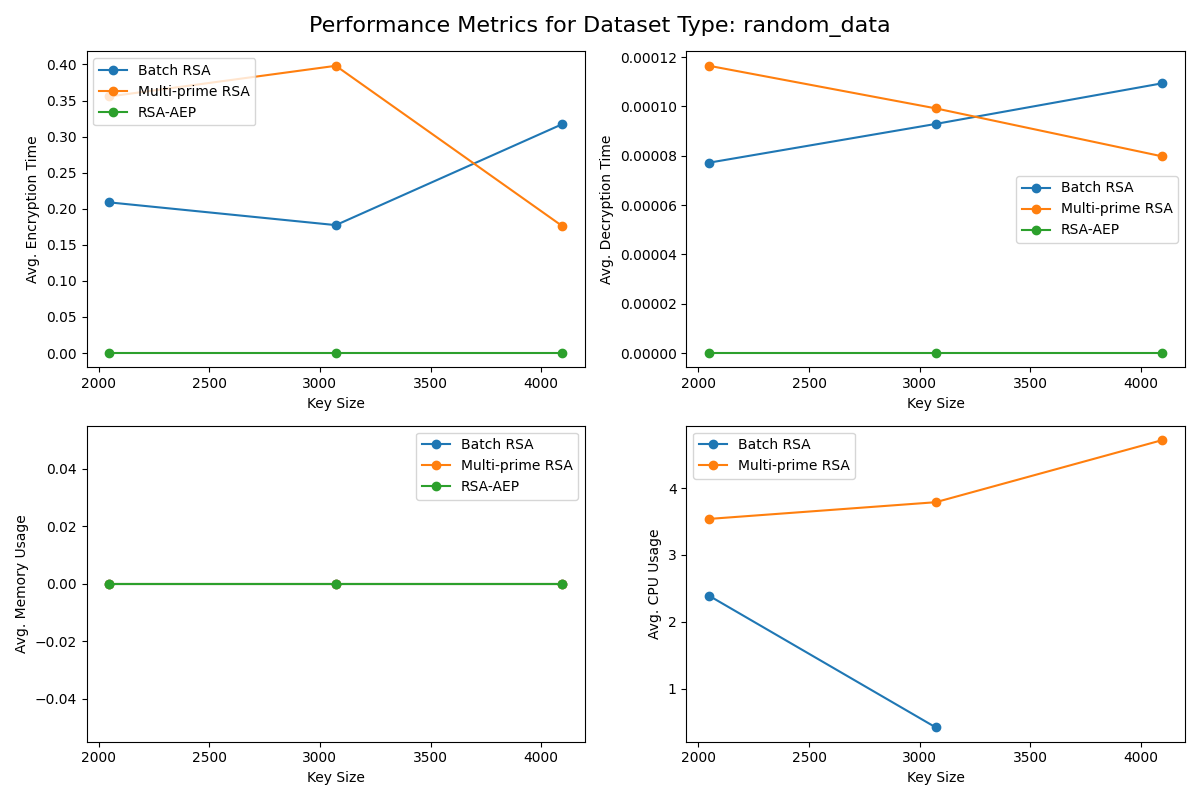 Performance Metrics for Dataset Type: random_data
Avg. Encryption Time
0.40
0.35
0.30
0.25
0.20
0.15
0.10
0.05
0.00
Batch RSA
Multi-prime RSA
RSA-AEP
2000 2500 3000 3500 4000
Key Size
Avg. Decryption Time
0.00012
0.00010
0.00008
0.00006
0.00004
0.00002
0.00000
Batch RSA
Multi-prime RSA
RSA-AEP
2000 2500 3000 3500 4000
Key Size
Avg. Memory Usage
0.04
0.02
0.00
−0.02
−0.04
Batch RSA
Multi-prime RSA
RSA-AEP
2000 2500 3000 3500 4000
Key Size
Avg. CPU Usage
4
3
2
1
Batch RSA
Multi-prime RSA
2000 2500 3000 3500 4000
Key Size